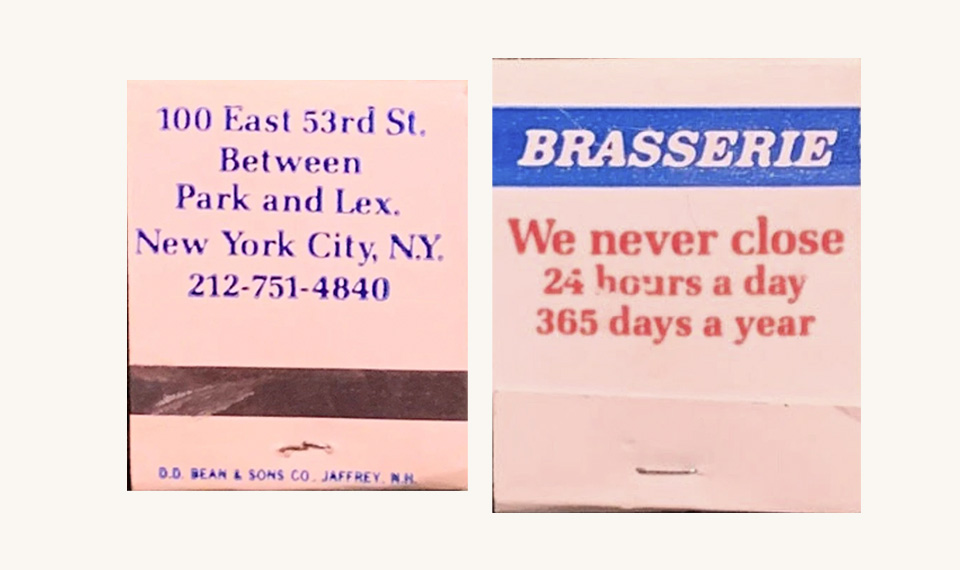 100 East 53rd St.
Between
Park and Lex.
New York City, N.Y.
212-751-4840
D.D. BEAN & SONS CO., JAFFREY, N.H.
BRASSERIE
We never close
24 hours a day
365 days a year